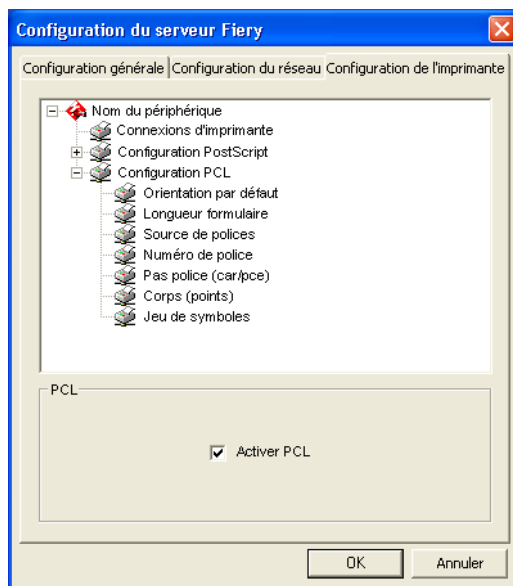 Configuration du serveur Fiery
Configuration générale Configuration du réseau Configuration de l'imprimante
Nom du périphérique
Connexions d'imprimante
Configuration PostScript
Configuration PCL
Orientation par défaut
Longueur formulaire
Source de polices
Numéro de police
Pas police (car/pce)
Corps (points)
Jeu de symboles
PCL
Activer PCL
OK Annuler